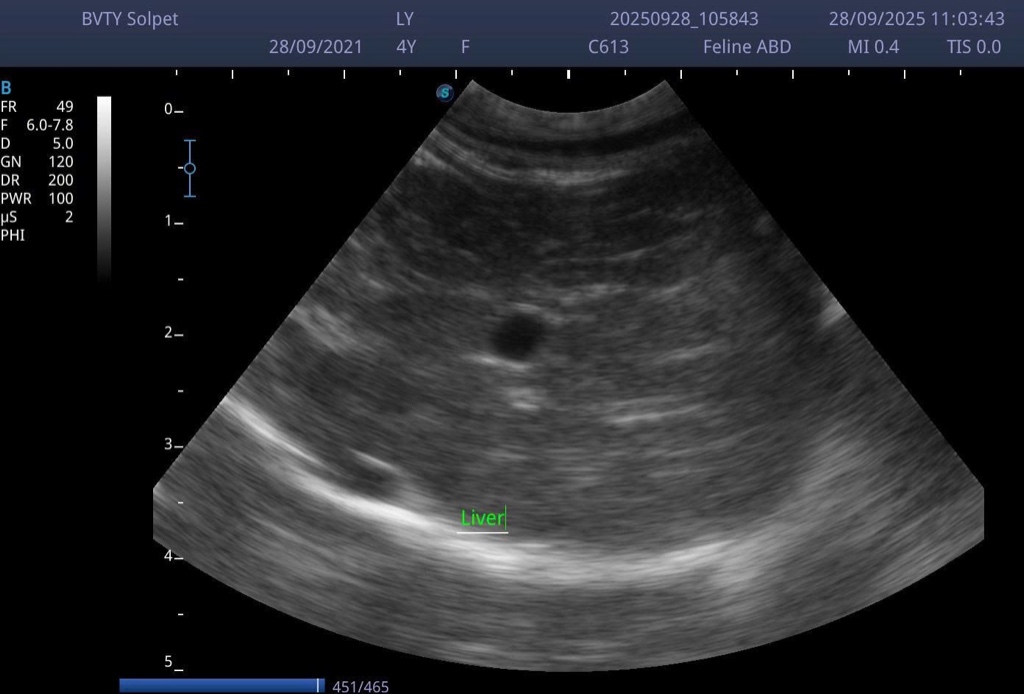 BVTY Solpet LY 20250928_105843 28/09/2025 11:03:43
28/09/2021 4Y F C613 Feline ABD MI 0.4 TIS 0.0
B
FR 49
F 6.0-7.8
D 5.0
GN 120
DR 200
PWR 100
µS 2
PHI
S
0
1
2
3
4
5
Liver
451/465